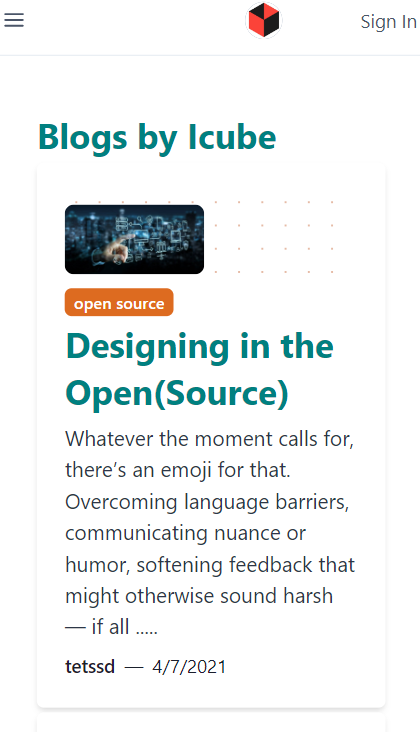 Sign In
Blogs by Icube
open source
Designing in the
Open(Source)
Whatever the moment calls for,
there’s an emoji for that.
Overcoming language barriers,
communicating nuance or
humor, softening feedback that
might otherwise sound harsh
— if all .....
tetssd — 4/7/2021